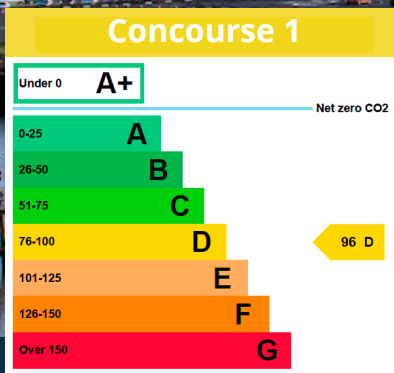 Concourse 1
Under 0 A+
Net zero CO2
0-25 A
26-50 B
51-75 C
76-100 D
96 D
101-125 E
126-150 F
Over 150 G